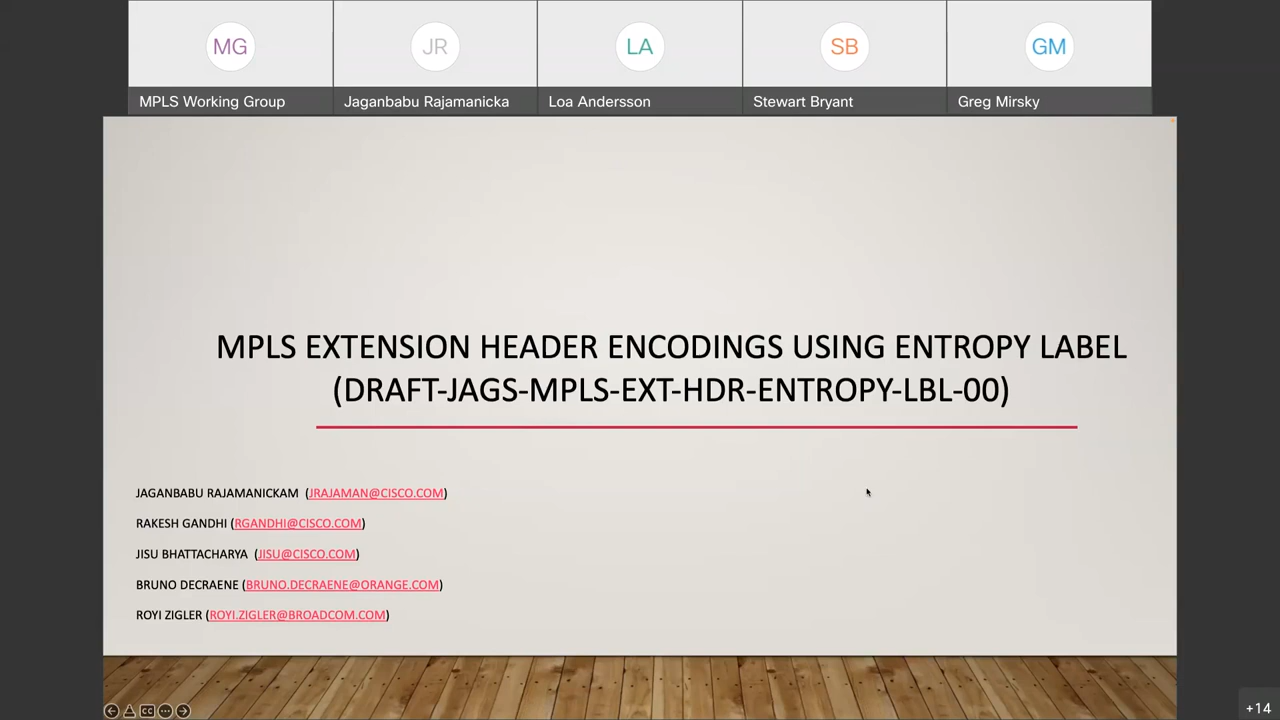 MG
JR
LA
SB
GM
MPLS Working Group
Jaganbabu Rajamanicka
Loa Andersson
Stewart Bryant
Greg Mirsky
MPLS EXTENSION HEADER ENCODINGS USING ENTROPY LABEL
(DRAFT-JAGS-MPLS-EXT-HDR-ENTROPY-LBL-00)
JAGANBABU RAJAMANICKAM (JRAJAMAN@CISCO.COM)
RAKESH GANDHI (RGANDHI@CISCO.COM)
JISU BHATTACHARYA (JISU@CISCO.COM)
BRUNO DECRAENE (BRUNO.DECRAENE@ORANGE.COM)
ROYI ZIGLER (ROYI.ZIGLER@BROADCOM.COM)
CC
+14